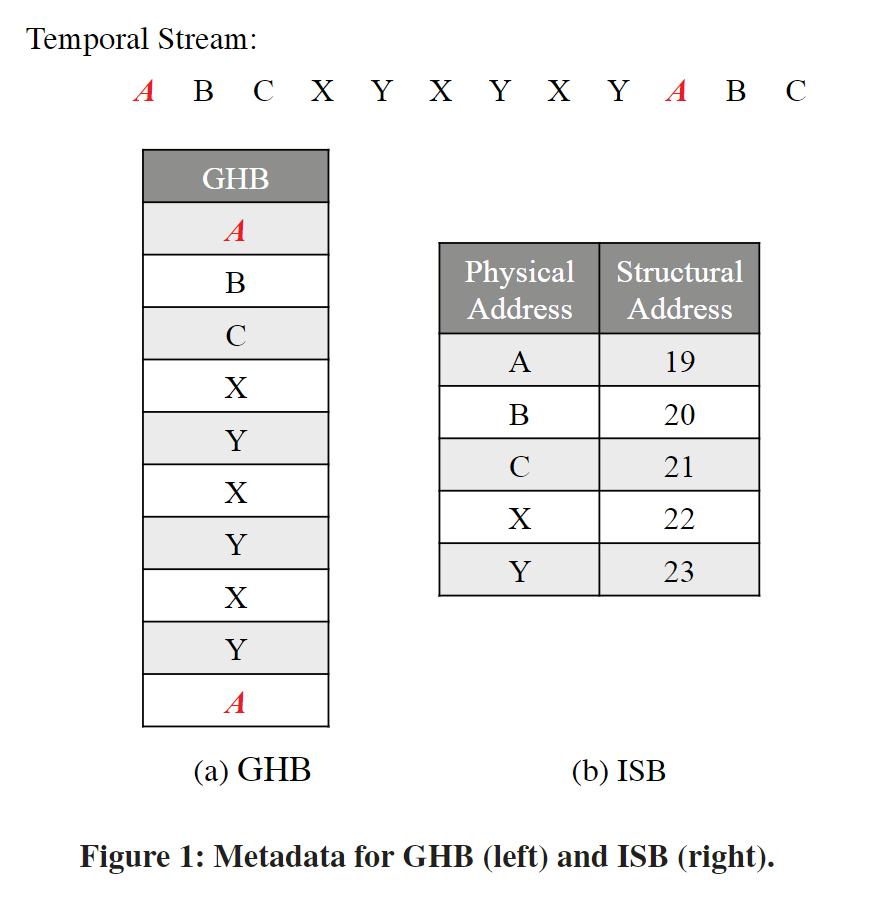 Temporal Stream:
A B C X Y X Y X Y A B C
GHB
A
B
C
X
Y
X
Y
X
Y
A
Physical Address Structural Address
A 19
B 20
C 21
X 22
Y 23
(a) GHB
(b) ISB
Figure 1: Metadata for GHB (left) and ISB (right).